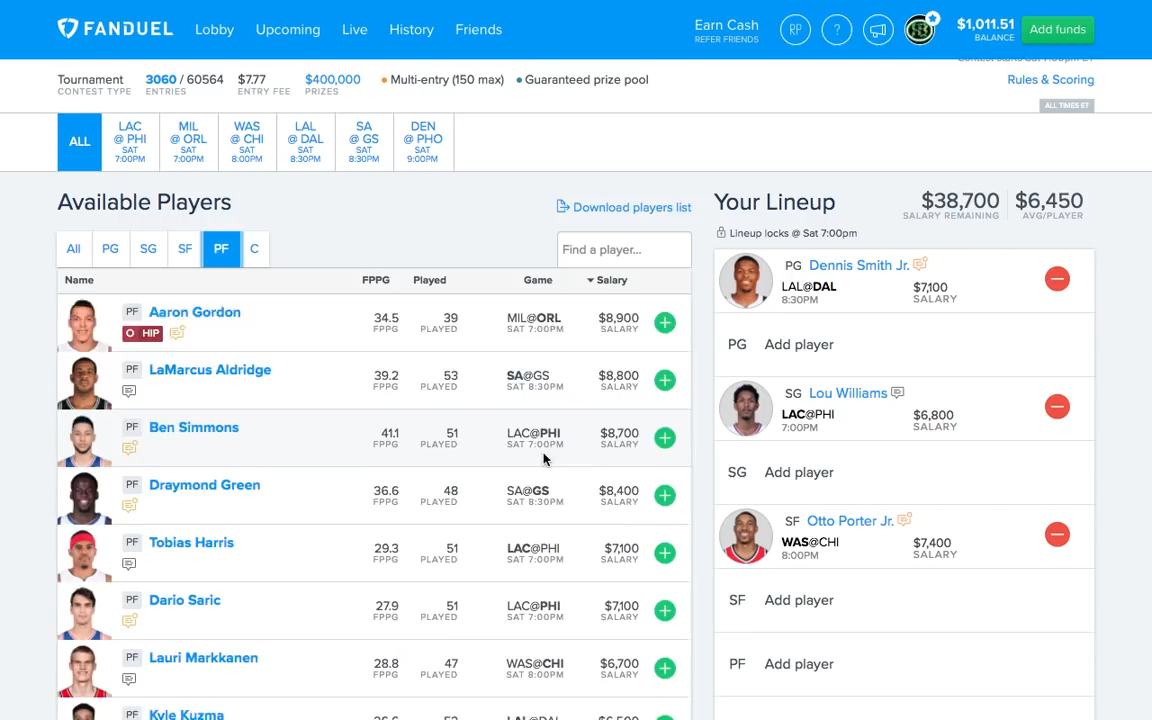 FANDUEL
Lobby
Upcoming
Live
History
Friends
Earn Cash
REFER FRIENDS
RP
?
$1,011.51
BALANCE
Add funds
Tournament
CONTEST TYPE
3060 / 60564
ENTRIES
$7.77
ENTRY FEE
$400,000
PRIZES
Multi-entry (150 max)
Guaranteed prize pool
Rules & Scoring
ALL TIMES ET
ALL
LAC
@ PHI
SAT
7:00PM
MIL
@ ORL
SAT
7:00PM
WAS
@ CHI
SAT
8:00PM
LAL
@ DAL
SAT
8:30PM
SA
@ GS
SAT
8:30PM
DEN
@ PHO
SAT
9:00PM
Available Players
Download players list
All
PG
SG
SF
PF
C
Find a player...
Name
FPPG
Played
Game
Salary
PF Aaron Gordon
O HIP
34.5
FPPG
39
PLAYED
MIL@ORL
SAT 7:00PM
$8,900
SALARY
PF LaMarcus Aldridge
39.2
FPPG
53
PLAYED
SA@GS
SAT 8:30PM
$8,800
SALARY
PF Ben Simmons
41.1
FPPG
51
PLAYED
LAC@PHI
SAT 7:00PM
$8,700
SALARY
PF Draymond Green
36.6
FPPG
48
PLAYED
SA@GS
SAT 8:30PM
$8,400
SALARY
PF Tobias Harris
29.3
FPPG
51
PLAYED
LAC@PHI
SAT 7:00PM
$7,100
SALARY
PF Dario Saric
27.9
FPPG
51
PLAYED
LAC@PHI
SAT 7:00PM
$7,100
SALARY
PF Lauri Markkanen
28.8
FPPG
47
PLAYED
WAS@CHI
SAT 8:00PM
$6,700
SALARY
PF Kyle Kuzma
Your Lineup
$38,700
SALARY REMAINING
$6,450
AVG/PLAYER
Lineup locks @ Sat 7:00pm
PG Dennis Smith Jr.
LAL@DAL
8:30PM
$7,100
SALARY
PG Add player
SG Lou Williams
LAC@PHI
7:00PM
$6,800
SALARY
SG Add player
SF Otto Porter Jr.
WAS@CHI
8:00PM
$7,400
SALARY
SF Add player
PF Add player